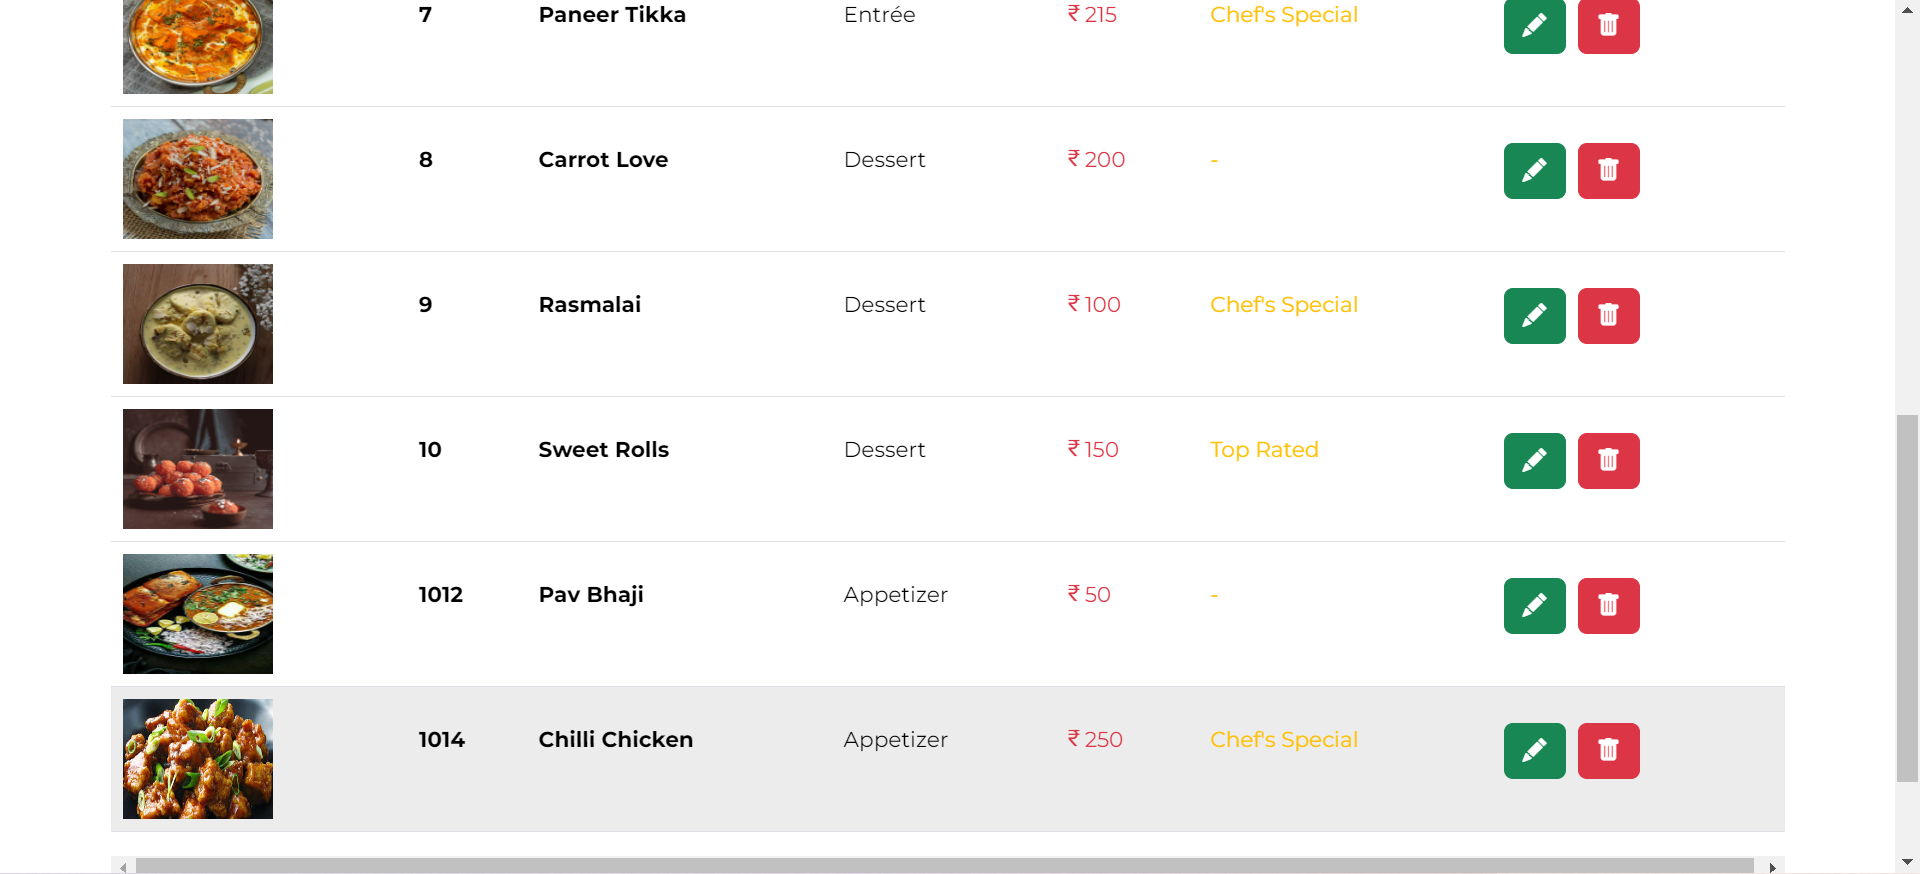 7 Paneer Tikka Entrée ₹ 215 Chef's Special
8 Carrot Love Dessert ₹ 200 -
9 Rasmalai Dessert ₹ 100 Chef's Special
10 Sweet Rolls Dessert ₹ 150 Top Rated
1012 Pav Bhaji Appetizer ₹ 50 -
1014 Chilli Chicken Appetizer ₹ 250 Chef's Special